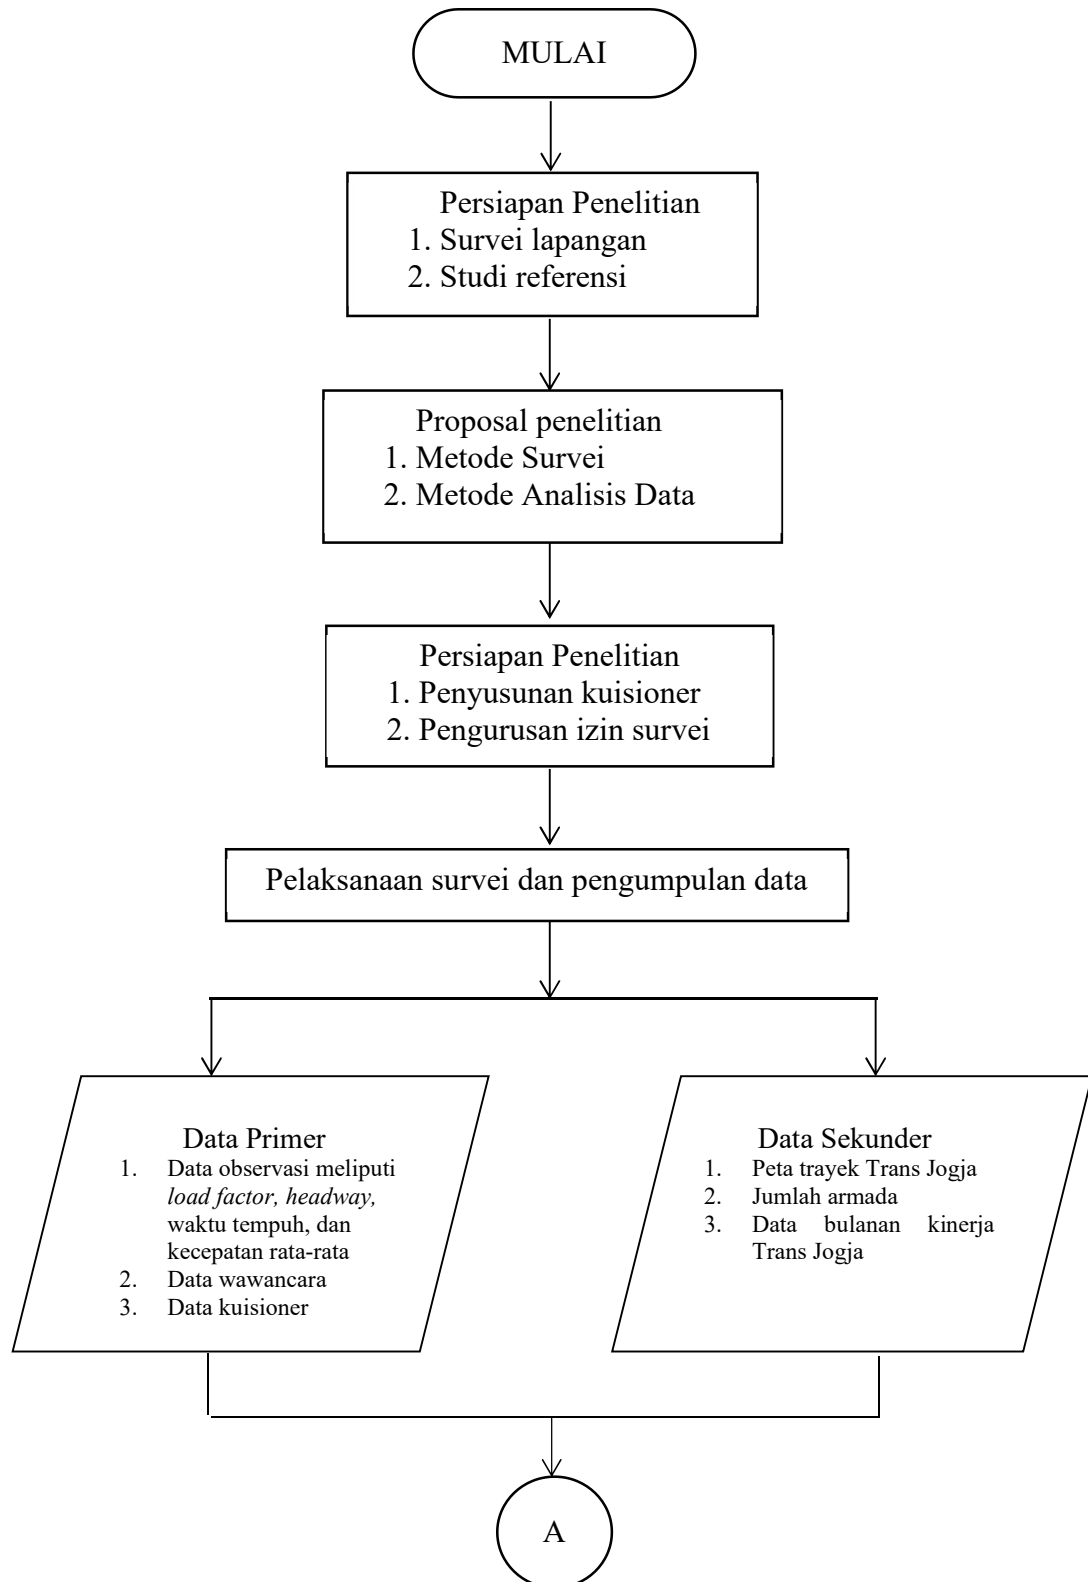 MULAI
Persiapan Penelitian
1. Survei lapangan
2. Studi referensi
Proposal penelitian
1. Metode Survei
2. Metode Analisis Data
Persiapan Penelitian
1. Penyusunan kuisioner
2. Pengurusan izin survei
Pelaksanaan survei dan pengumpulan data
Data Primer
1. Data observasi meliputi
load factor, headway,
waktu tempuh, dan
kecepatan rata-rata
2. Data wawancara
3. Data kuisioner
Data Sekunder
1. Peta trayek Trans Jogja
2. Jumlah armada
3. Data bulanan kinerja
Trans Jogja
A